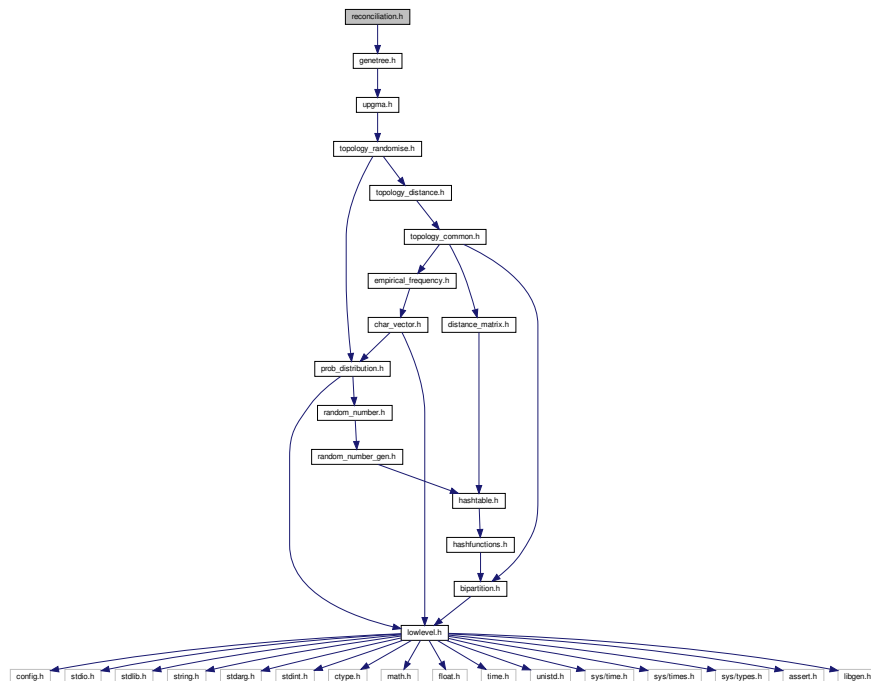 reconciliation.h
genetree.h
upgma.h
topology_randomise.h
topology_distance.h
topology_common.h
empirical_frequency.h
char_vector.h distance_matrix.h
prob_distribution.h
random_number.h
random_number_gen.h
hashtable.h
hashfunctions.h
bipartition.h
lowlevel.h
config.h stdio.h stdlib.h string.h stdarg.h stdint.h ctype.h math.h float.h time.h unistd.h sys/time.h sys/times.h sys/types.h assert.h libgen.h